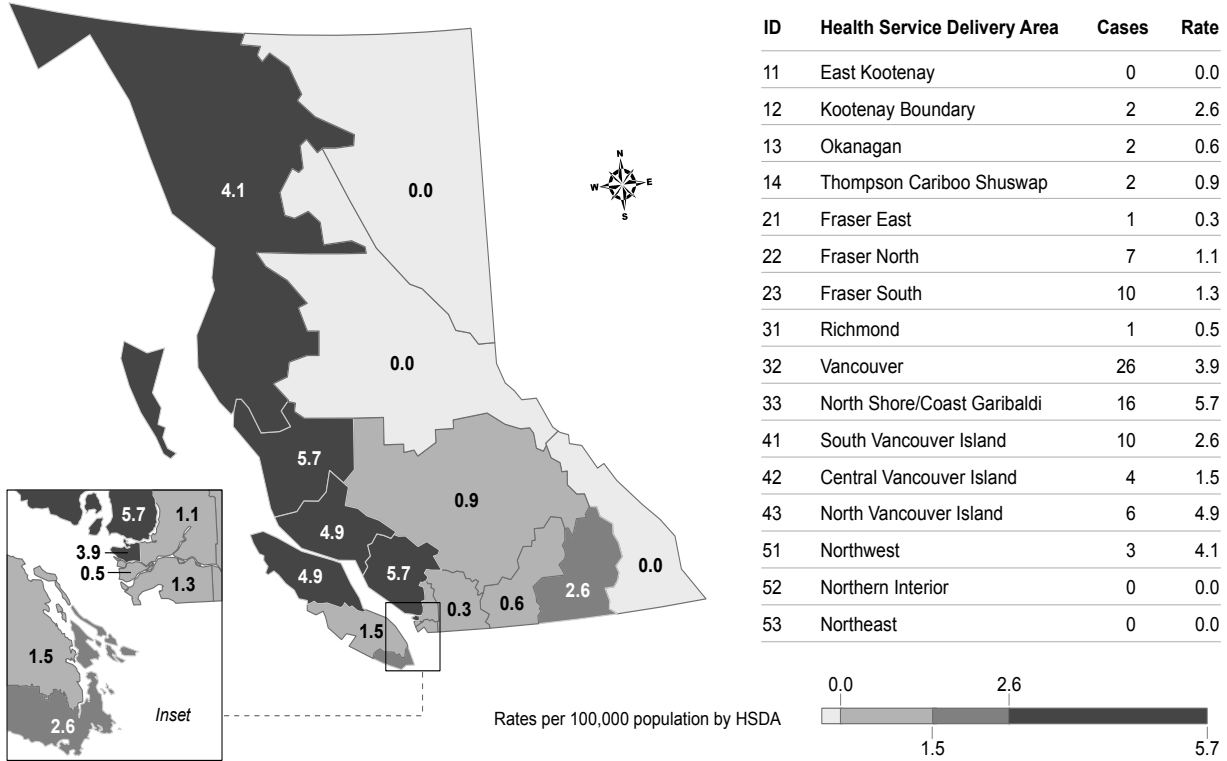 4.1
0.0
0.0
5.7
0.9
4.9
4.9
5.7
0.3
0.6
2.6
0.0
1.5
N
W E
S
5.7
1.1
3.9
0.5
1.3
1.5
2.6
Inset
ID Health Service Delivery Area Cases Rate
11 East Kootenay 0 0.0
12 Kootenay Boundary 2 2.6
13 Okanagan 2 0.6
14 Thompson Cariboo Shuswap 2 0.9
21 Fraser East 1 0.3
22 Fraser North 7 1.1
23 Fraser South 10 1.3
31 Richmond 1 0.5
32 Vancouver 26 3.9
33 North Shore/Coast Garibaldi 16 5.7
41 South Vancouver Island 10 2.6
42 Central Vancouver Island 4 1.5
43 North Vancouver Island 6 4.9
51 Northwest 3 4.1
52 Northern Interior 0 0.0
53 Northeast 0 0.0
0.0 2.6
Rates per 100,000 population by HSDA
1.5 5.7